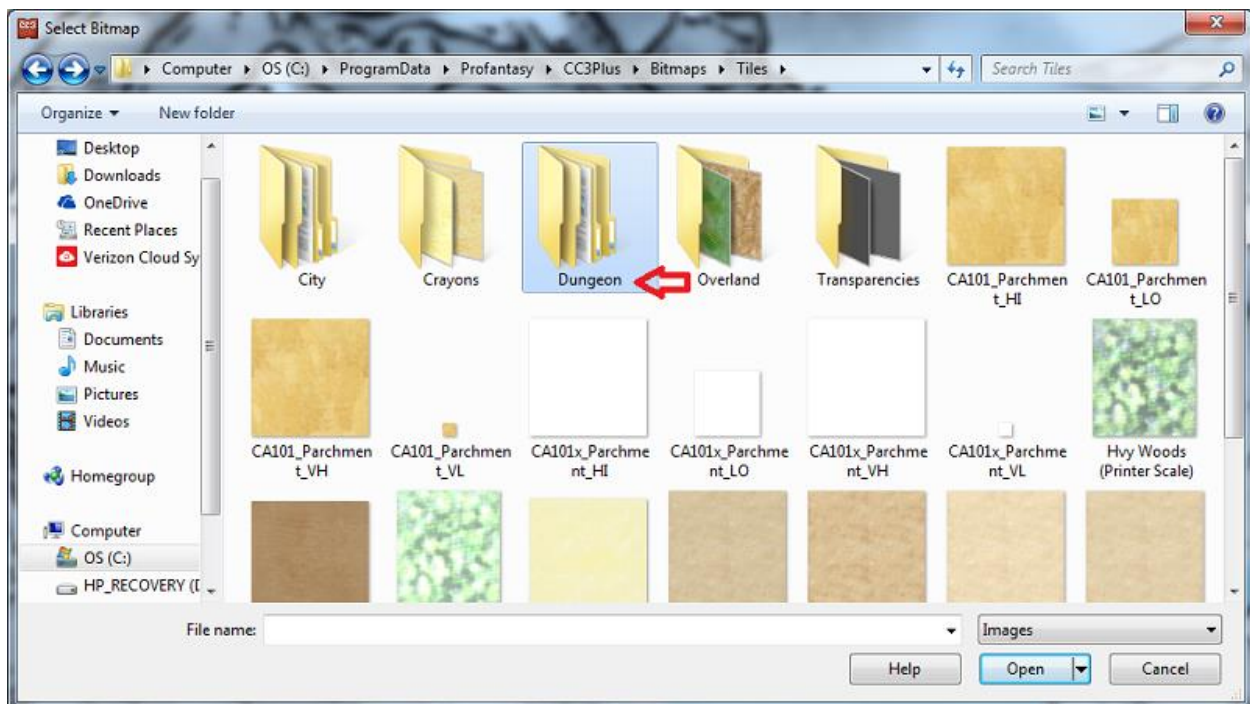 Select Bitmap
Computer ▸ OS (C:) ▸ ProgramData ▸ Profantasy ▸ CC3Plus ▸ Bitmaps ▸ Tiles ▸
Search Tiles
Organize
New folder
Desktop
Downloads
OneDrive
Recent Places
Verizon Cloud Sy
Libraries
Documents
Music
Pictures
Videos
Homegroup
Computer
OS (C:)
HP_RECOVERY (D
City
Crayons
Dungeon
Overland
Transparencies
CA101_Parchmen
t_HI
CA101_Parchmen
t_LO
CA101_Parchmen
t_VH
CA101_Parchmen
t_VL
CA101x_Parchme
nt_HI
CA101x_Parchme
nt_LO
CA101x_Parchme
nt_VH
CA101x_Parchme
nt_VL
Hvy Woods
(Printer Scale)
File name:
Images
Help
Open
Cancel